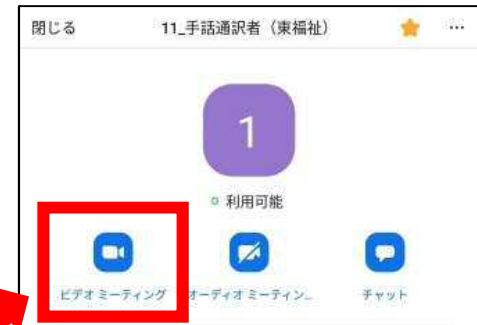 閉じる 11_手話通訳者（東福祉） ...
1
利用可能
ビデオ ミーティング オーディオ ミーティン... チャット